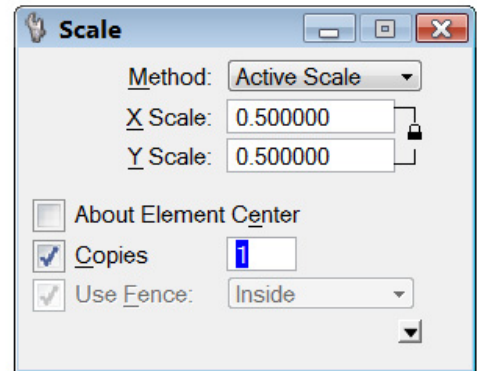 Scale
Method: Active Scale
X Scale: 0.500000
Y Scale: 0.500000
About Element Center
Copies 1
Use Fence: Inside